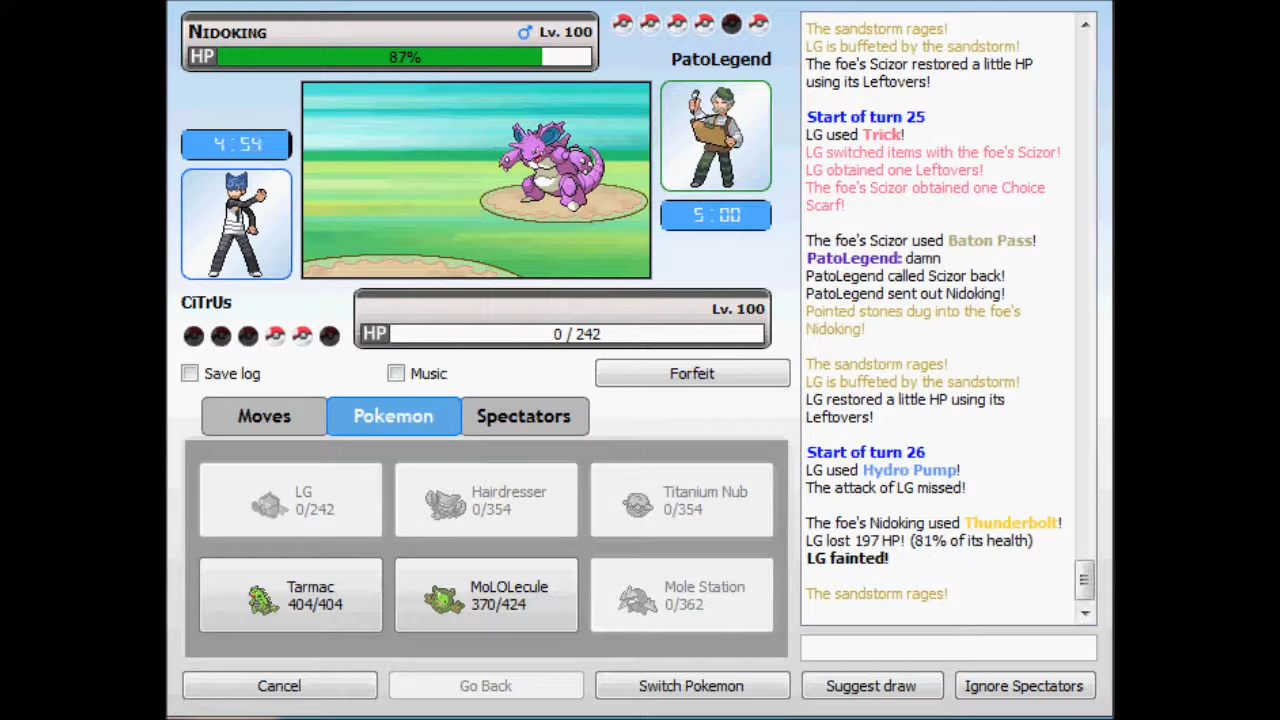 NIDOKING ♂ Lv. 100
HP 87%
PatoLegend
4:54
5:00
CiTrUs
Lv. 100
HP 0 / 242
Save log
Music
Forfeit
Moves
Pokemon
Spectators
LG
0/242
Hairdresser
0/354
Titanium Nub
0/354
Tarmac
404/404
MoLOLecule
370/424
Mole Station
0/362
Cancel
Go Back
Switch Pokemon
The sandstorm rages!
LG is buffeted by the sandstorm!
The foe's Scizor restored a little HP
using its Leftovers!
Start of turn 25
LG used Trick!
LG switched items with the foe's Scizor!
LG obtained one Leftovers!
The foe's Scizor obtained one Choice
Scarf!
The foe's Scizor used Baton Pass!
PatoLegend: damn
PatoLegend called Scizor back!
PatoLegend sent out Nidoking!
Pointed stones dug into the foe's
Nidoking!
The sandstorm rages!
LG is buffeted by the sandstorm!
LG restored a little HP using its
Leftovers!
Start of turn 26
LG used Hydro Pump!
The attack of LG missed!
The foe's Nidoking used Thunderbolt!
LG lost 197 HP! (81% of its health)
LG fainted!
The sandstorm rages!
Suggest draw
Ignore Spectators